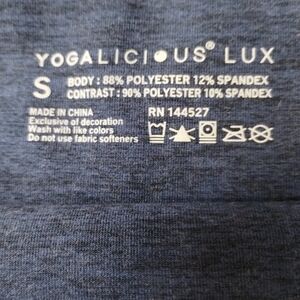 YOGALICIOUS® LUX
S
BODY : 88% POLYESTER 12% SPANDEX
CONTRAST : 90% POLYESTER 10% SPANDEX
MADE IN CHINA
Exclusive of decoration
Wash with like colors
Do not use fabric softeners
RN 144527